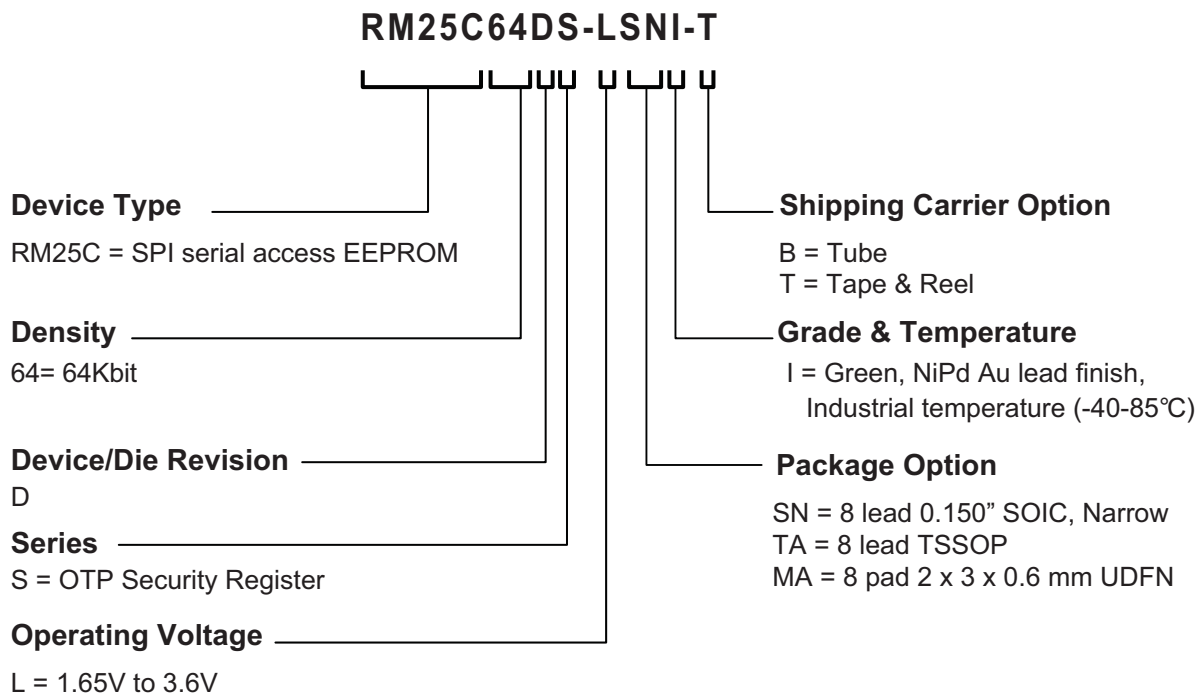 RM25C64DS-LSNI-T
Device Type
RM25C = SPI serial access EEPROM
Density
64= 64Kbit
Device/Die Revision
D
Series
S = OTP Security Register
Operating Voltage
L = 1.65V to 3.6V
Shipping Carrier Option
B = Tube
T = Tape & Reel
Grade & Temperature
I = Green, NiPd Au lead finish,
Industrial temperature (-40-85℃)
Package Option
SN = 8 lead 0.150” SOIC, Narrow
TA = 8 lead TSSOP
MA = 8 pad 2 x 3 x 0.6 mm UDFN